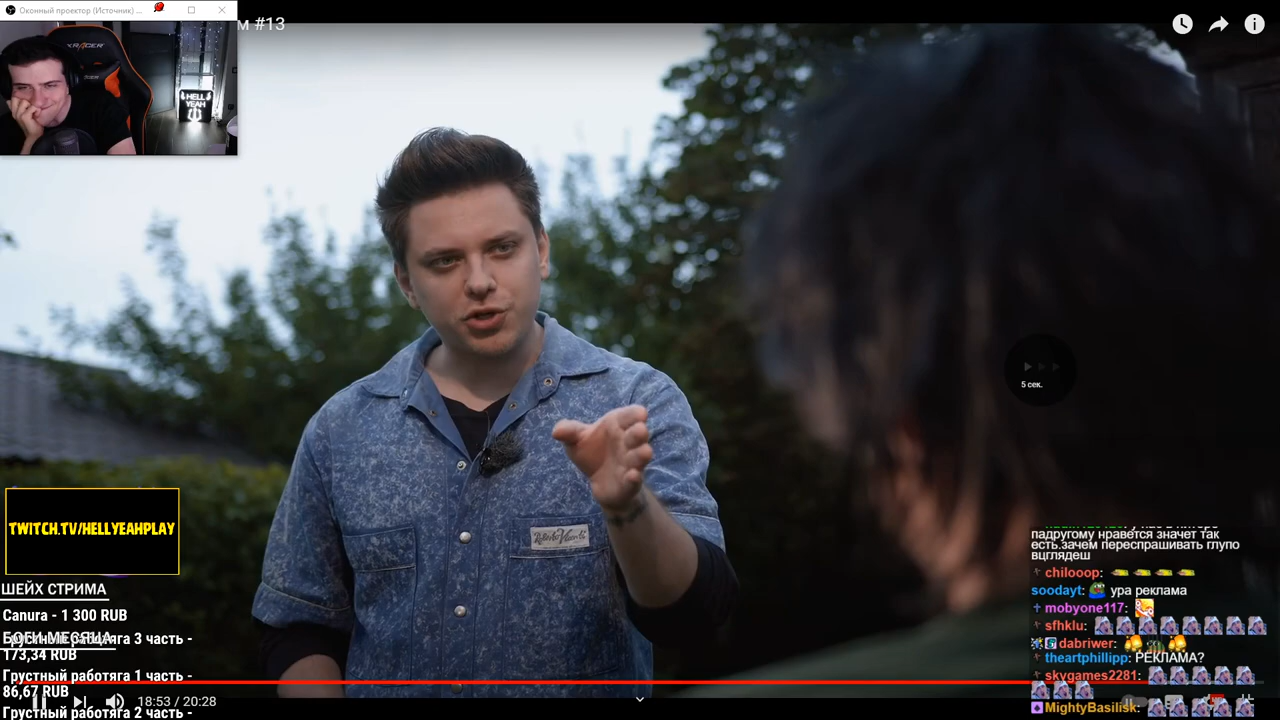 Оконный проектор (Источник) ...
м #13
XRACER
HELL
YEAH
5 сек.
TWITCH.TV/HELLYEAHPLAY
ШЕЙХ СТРИМА
Canura - 1 300 RUB
БОГИ МЕСЯЦА
Грустный работяга 3 часть -
173,34 RUB
Грустный работяга 1 часть -
86,67 RUB
Грустный работяга 2 часть -
18:53 / 20:28
падругому нравется значет так
есть.зачем переспрашивать глупо
вцглядеш
chilooop:
soodayt: ура реклама
mobyone117:
sfhklu:
dabriwer:
theartphillipp: РЕКЛАМА?
skygames2281:
MightyBasilisk: